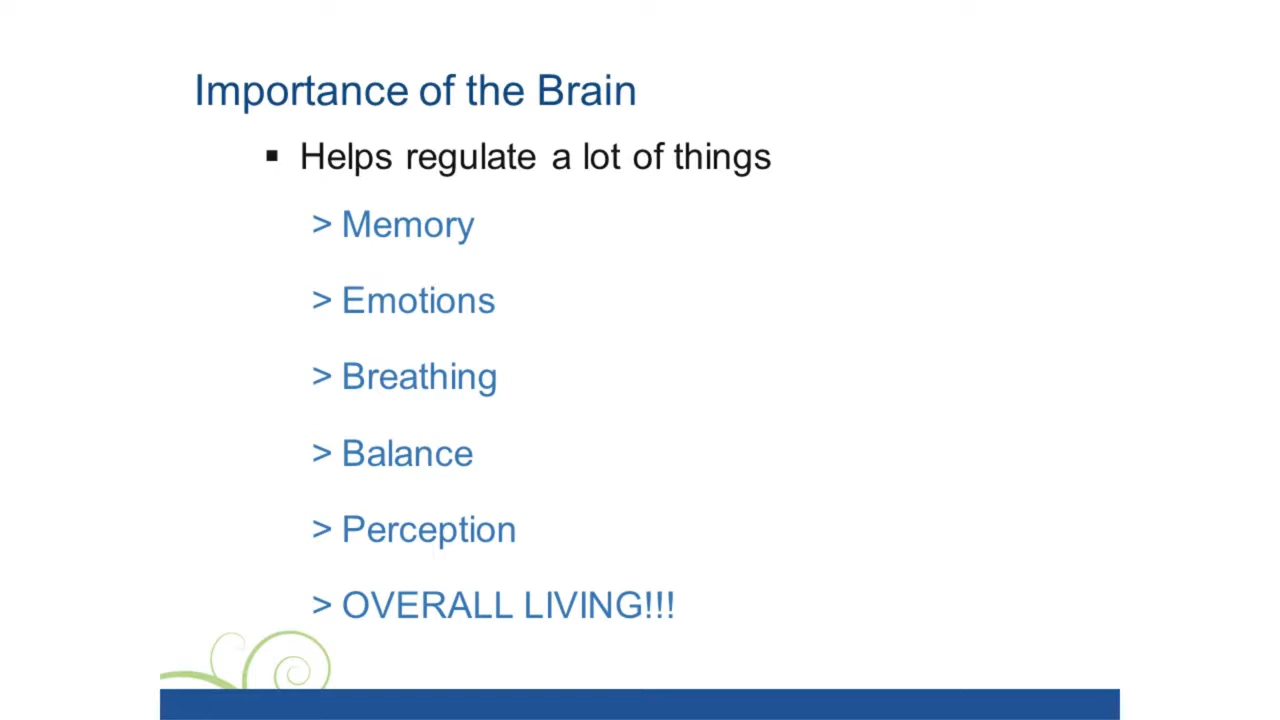 Importance of the Brain
▪ Helps regulate a lot of things
> Memory
> Emotions
> Breathing
> Balance
> Perception
> OVERALL LIVING!!!